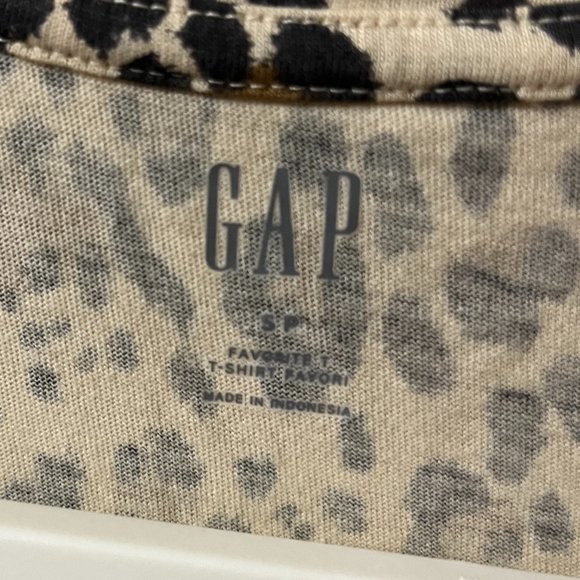 GAP
SP
FAVORITE T
T-SHIRT FAVORI
MADE IN INDONESIA